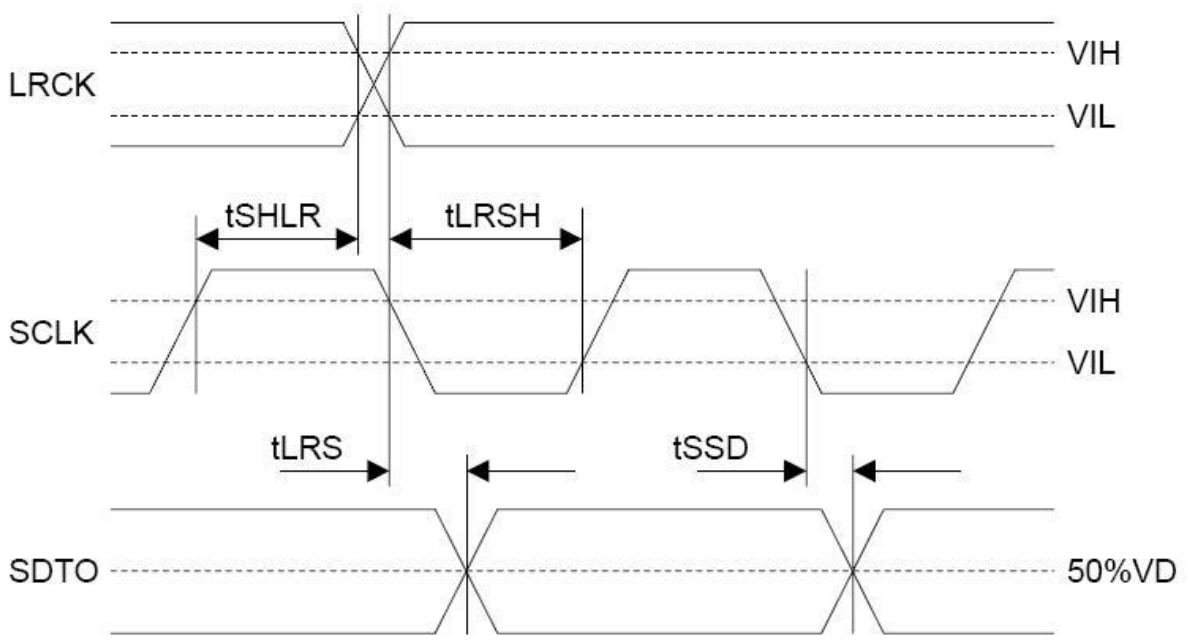 LRCK
VIH
VIL
tSHLR
tLRSH
SCLK
VIH
VIL
tLRS
tSSD
SDTO
50%VD